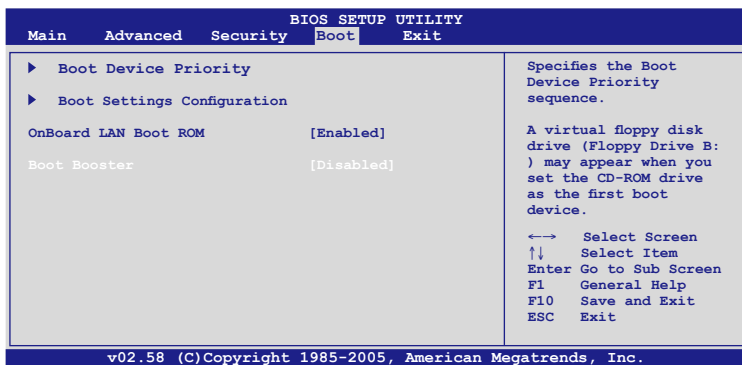 BIOS SETUP UTILITY
Main Advanced Security Boot Exit
Boot Device Priority
Boot Settings Configuration
OnBoard LAN Boot ROM [Enabled]
Boot Booster [Disabled]
Specifies the Boot
Device Priority
sequence.
A virtual floppy disk
drive (Floppy Drive B:
) may appear when you
set the CD-ROM drive
as the first boot
device.
←→ Select Screen
↑↓ Select Item
Enter Go to Sub Screen
F1 General Help
F10 Save and Exit
ESC Exit
v02.58 (C)Copyright 1985-2005, American Megatrends, Inc.